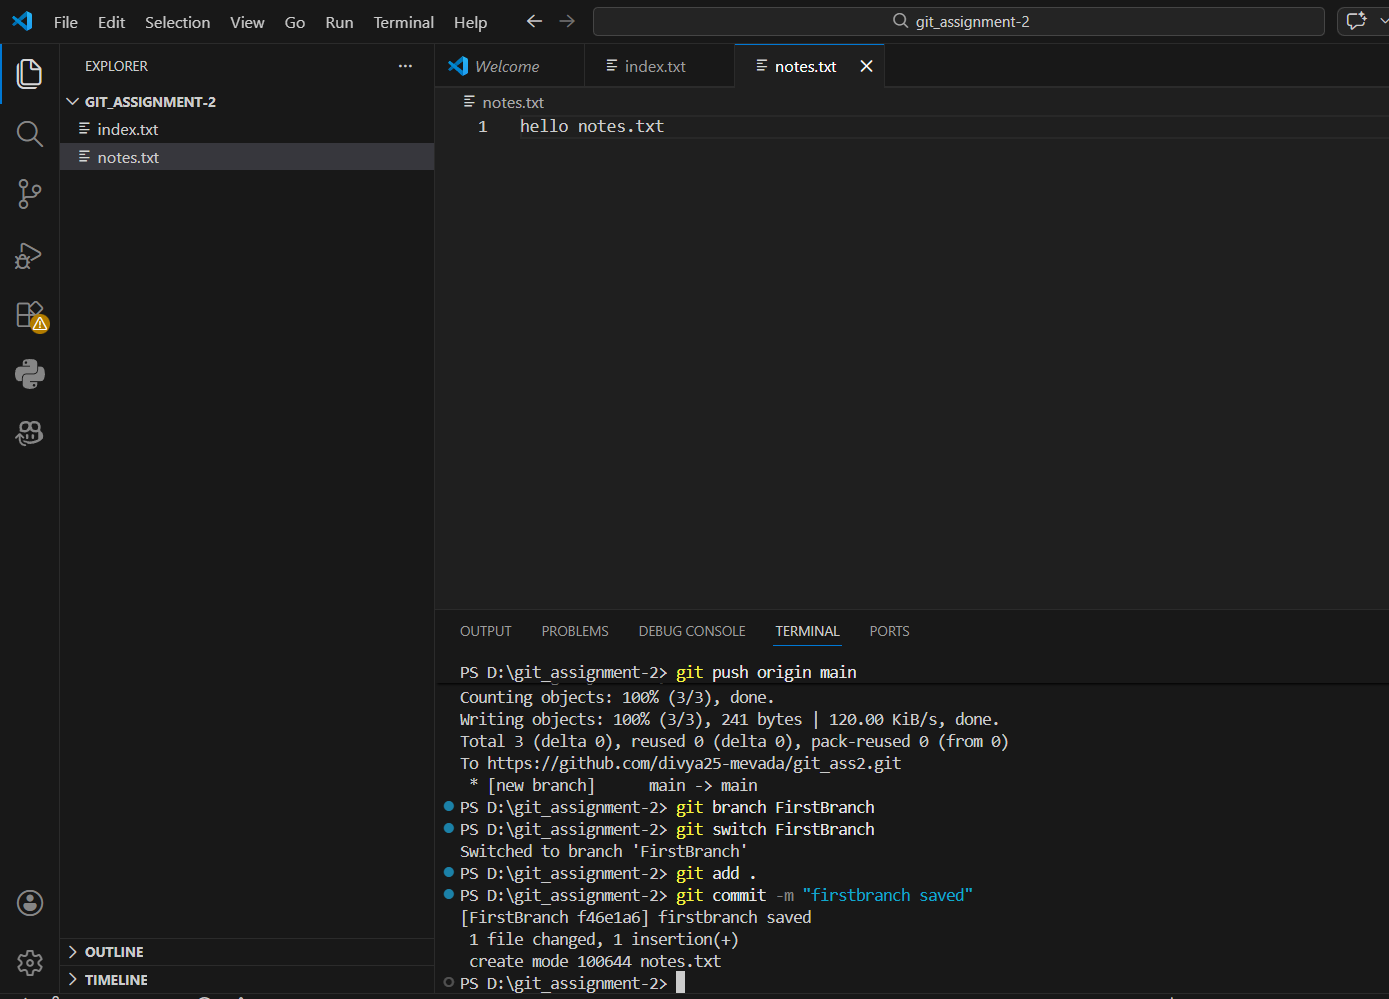 File Edit Selection View Go Run Terminal Help
git_assignment-2
EXPLORER
GIT_ASSIGNMENT-2
index.txt
notes.txt
Welcome
index.txt
notes.txt
notes.txt
1 hello notes.txt
OUTPUT PROBLEMS DEBUG CONSOLE TERMINAL PORTS
PS D:\git_assignment-2> git push origin main
Counting objects: 100% (3/3), done.
Writing objects: 100% (3/3), 241 bytes | 120.00 KiB/s, done.
Total 3 (delta 0), reused 0 (delta 0), pack-reused 0 (from 0)
To https://github.com/divya25-mevada/git_ass2.git
 * [new branch]      main -> main
PS D:\git_assignment-2> git branch FirstBranch
PS D:\git_assignment-2> git switch FirstBranch
Switched to branch 'FirstBranch'
PS D:\git_assignment-2> git add .
PS D:\git_assignment-2> git commit -m "firstbranch saved"
[FirstBranch f46e1a6] firstbranch saved
 1 file changed, 1 insertion(+)
 create mode 100644 notes.txt
PS D:\git_assignment-2>
OUTLINE
TIMELINE